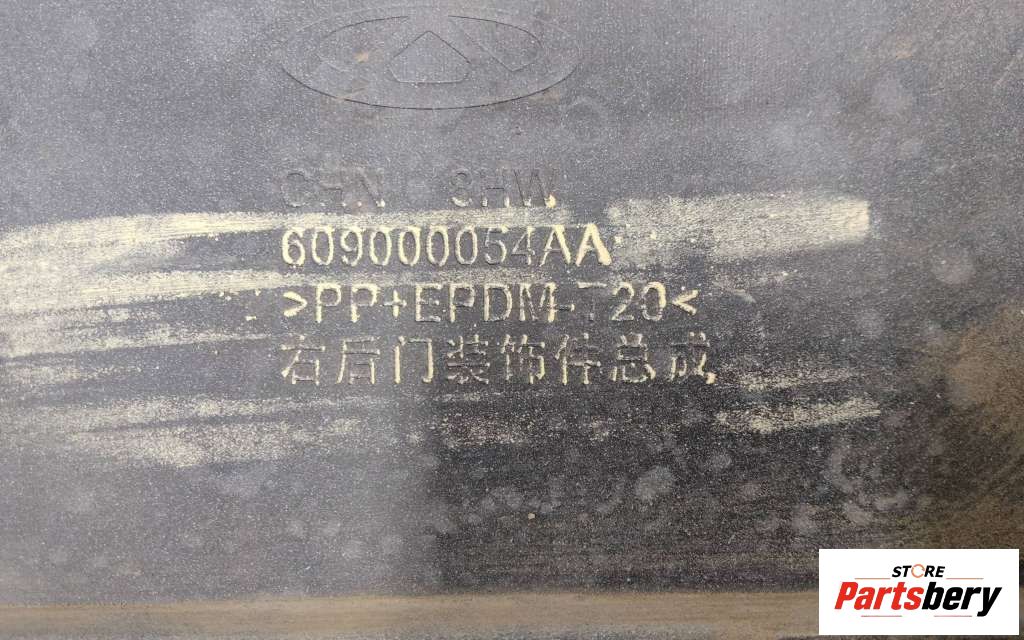 CHN 8HW
609000054AA
>PP+EPDM-T20<
右后门装饰件总成
STORE
Partsbery